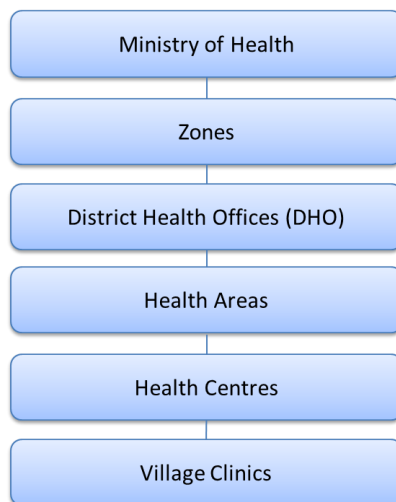 Ministry of Health
Zones
District Health Offices (DHO)
Health Areas
Health Centres
Village Clinics